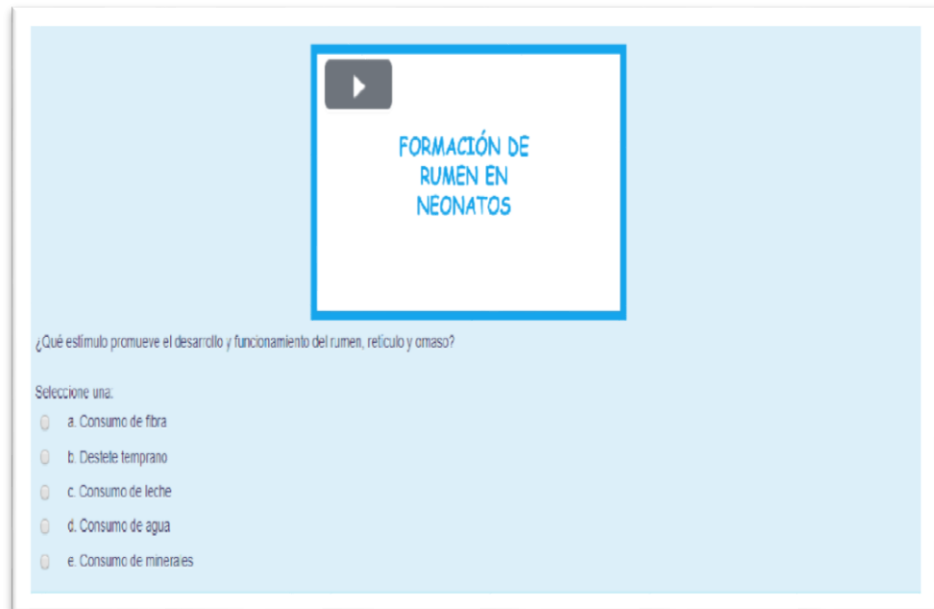 FORMACIÓN DE
RUMEN EN
NEONATOS
¿Qué estímulo promueve el desarrollo y funcionamiento del rumen, retículo y omaso?
Seleccione una:
a. Consumo de fibra
b. Destete temprano
c. Consumo de leche
d. Consumo de agua
e. Consumo de minerales